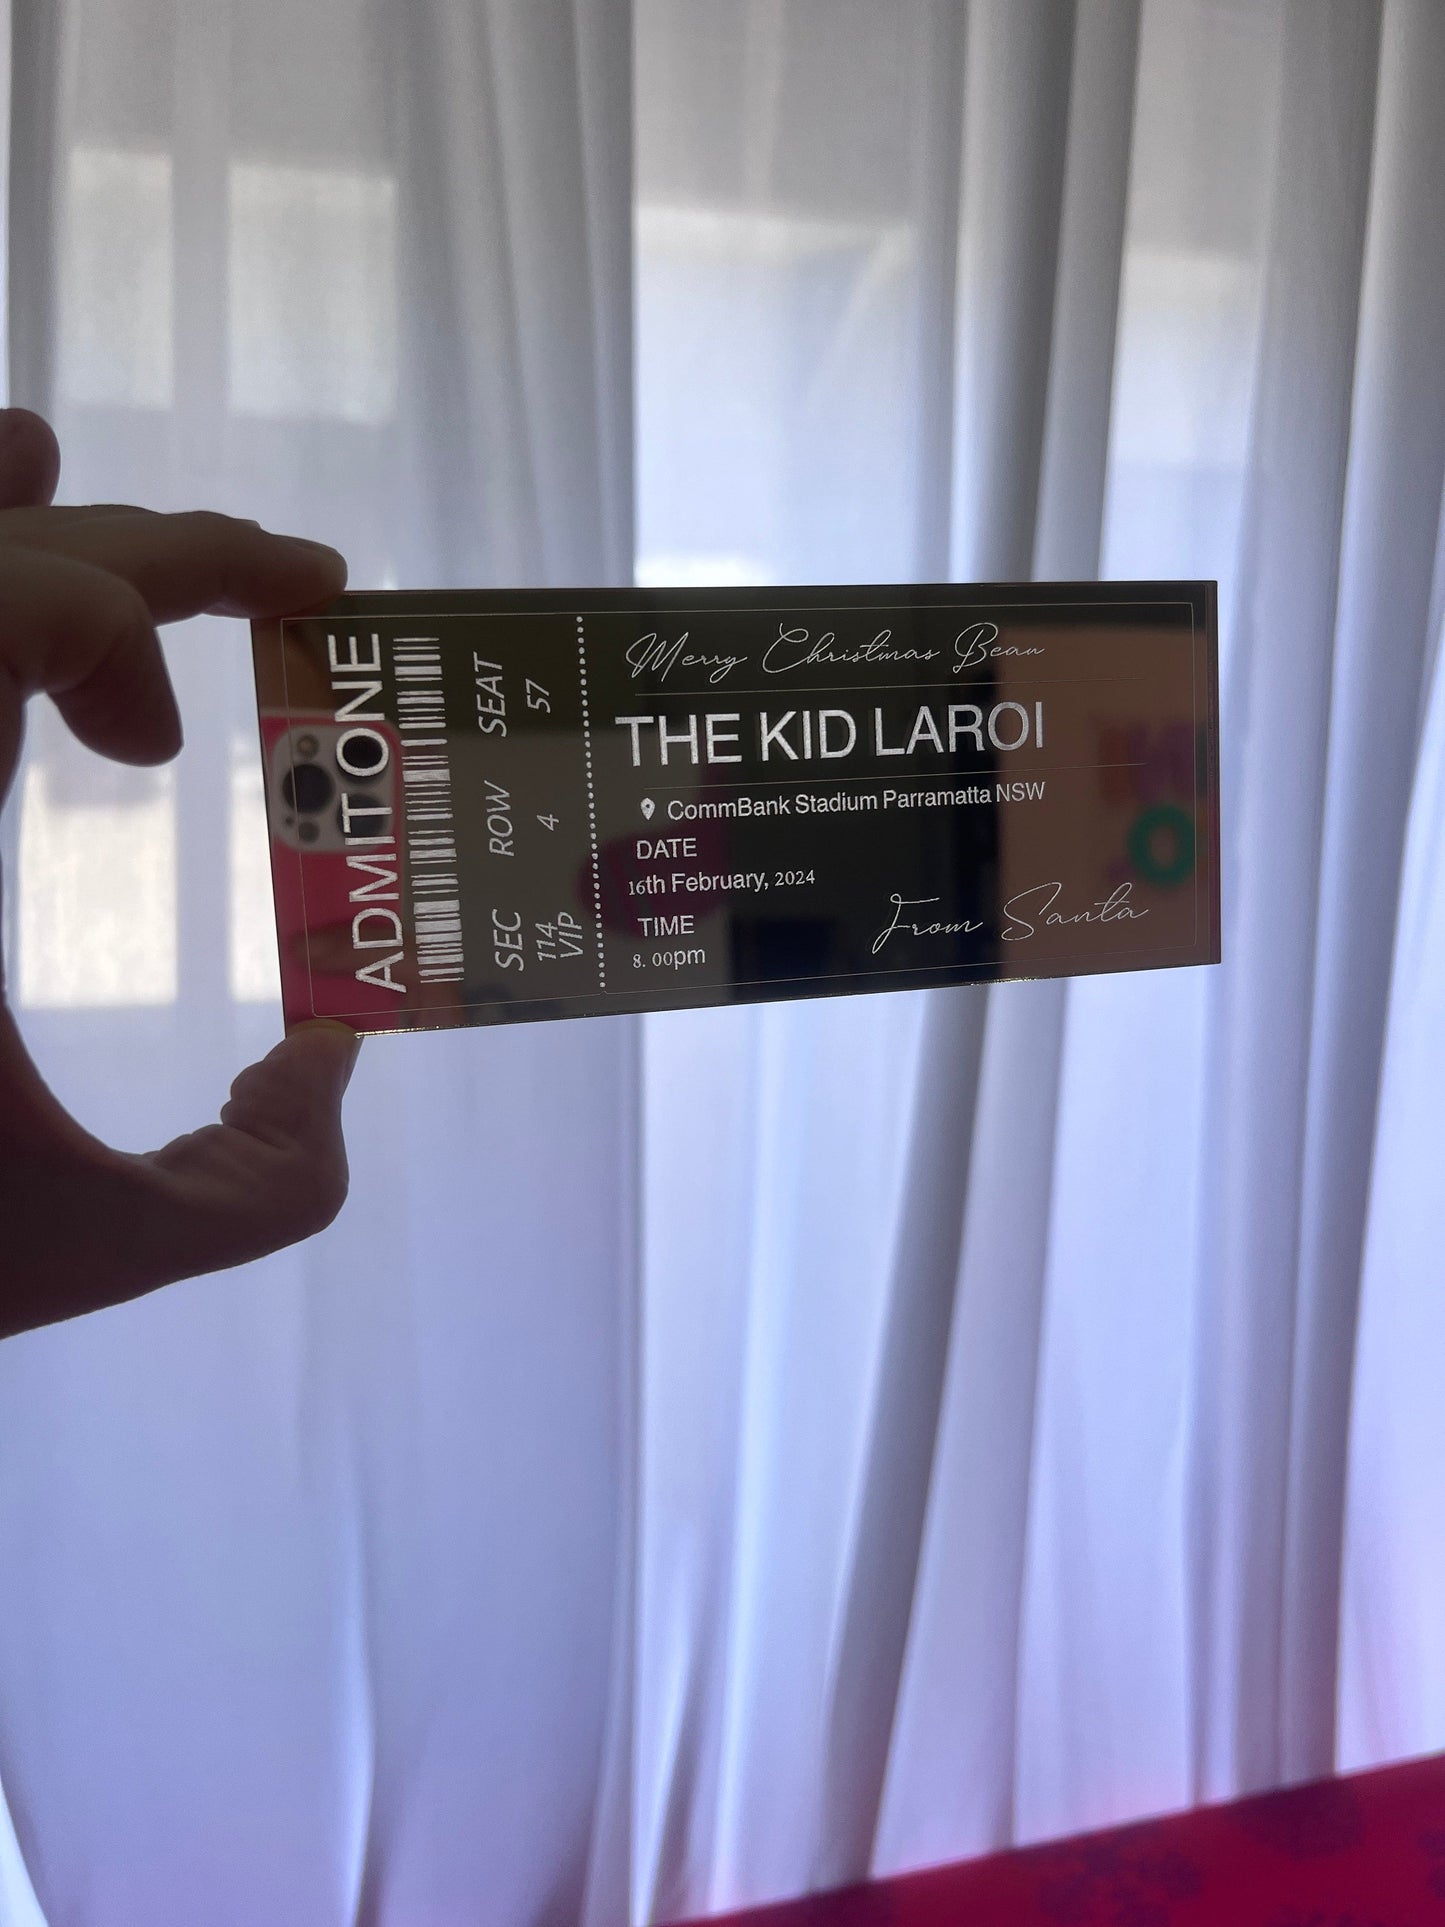 ADMIT ONE
SEC ROW SEAT
114 4 57
VIP
Merry Christmas Beau
THE KID LAROI
CommBank Stadium Parramatta NSW
DATE
16th February, 2024
TIME
8. 00pm
From Santa